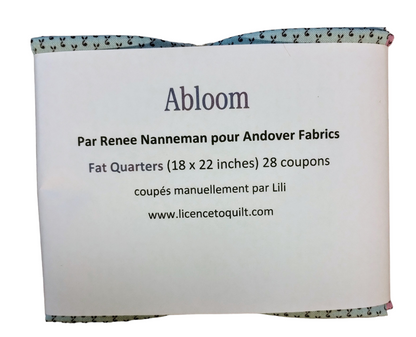 Abloom
Par Renee Nanneman pour Andover Fabrics
Fat Quarters (18 x 22 inches) 28 coupons
coupés manuellement par Lili
www.licencetoquilt.com